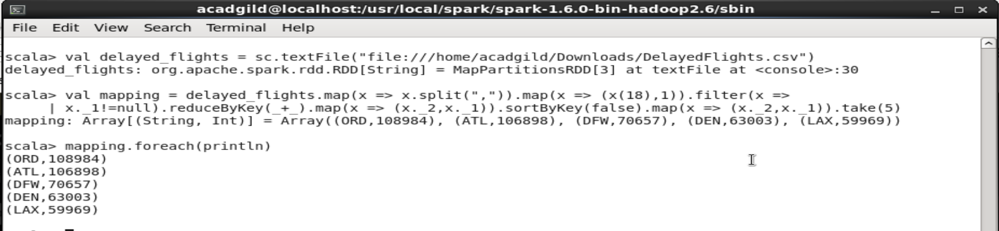 acadgild@localhost:/usr/local/spark/spark-1.6.0-bin-hadoop2.6/sbin
File Edit View Search Terminal Help
scala> val delayed_flights = sc.textFile("file:///home/acadgild/Downloads/DelayedFlights.csv")
delayed_flights: org.apache.spark.rdd.RDD[String] = MapPartitionsRDD[3] at textFile at <console>:30
scala> val mapping = delayed_flights.map(x => x.split(",")).map(x => (x(18),1)).filter(x =>
| x._1!=null).reduceByKey(_+_).map(x => (x._2,x._1)).sortByKey(false).map(x => (x._2,x._1)).take(5)
mapping: Array[(String, Int)] = Array((ORD,108984), (ATL,106898), (DFW,70657), (DEN,63003), (LAX,59969))
scala> mapping.foreach(println)
(ORD,108984)
(ATL,106898)
(DFW,70657)
(DEN,63003)
(LAX,59969)